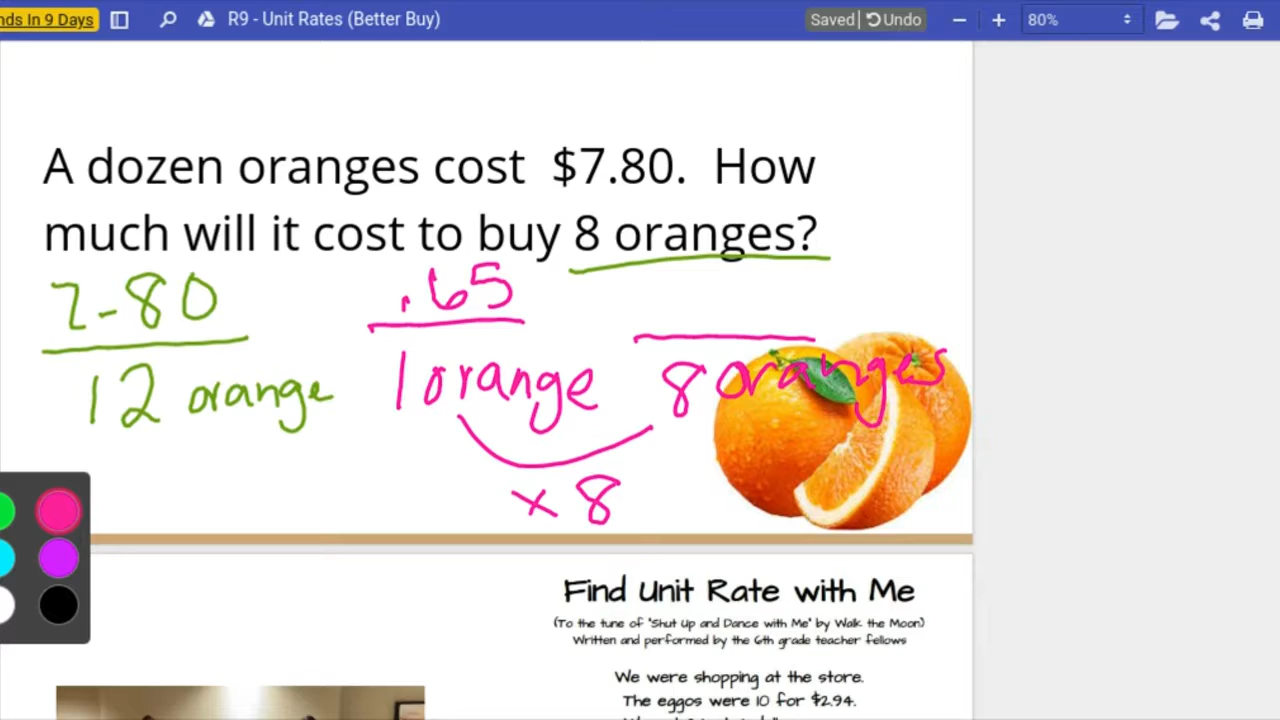 nds In 9 Days
R9 - Unit Rates (Better Buy)
Saved
Undo
80%
A dozen oranges cost $7.80. How
much will it cost to buy 8 oranges?
7.80
12 orange
.65
1 orange
8 oranges
x 8
Find Unit Rate with Me
(To the tune of "Shut Up and Dance with Me" by Walk the Moon)
Written and performed by the 6th grade teacher fellows
We were shopping at the store.
The eggos were 10 for $2.94.